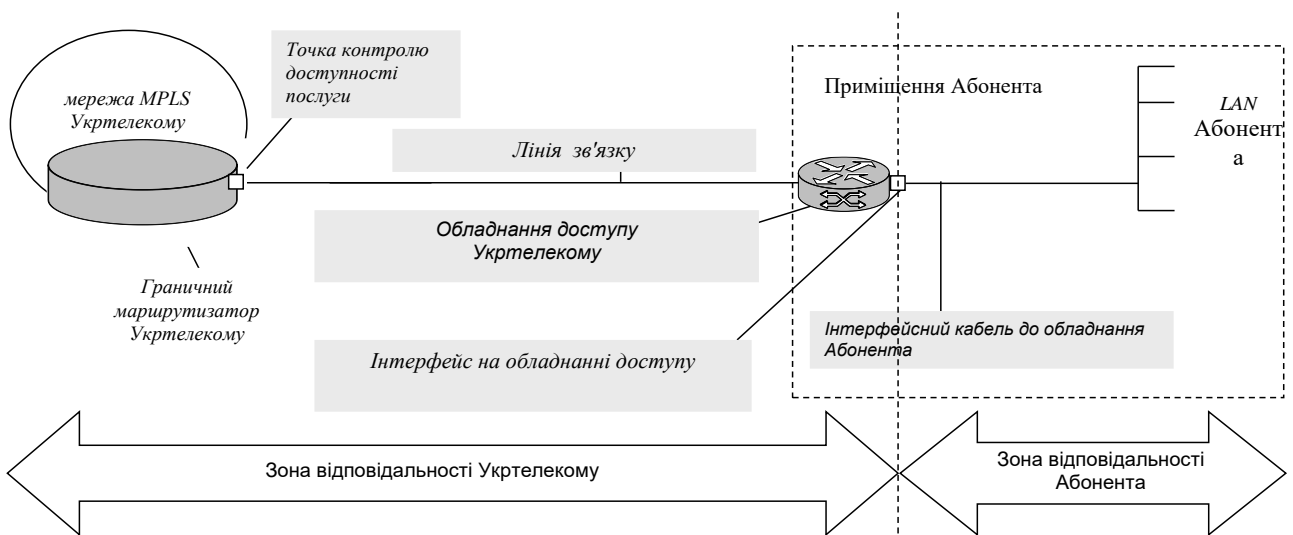 Точка контролю
доступності
послуги
мережа MPLS
Укртелекому
Приміщення Абонента
LAN
Абонент
а
Лінія зв'язку
Обладнання доступу
Укртелекому
Граничний
маршрутизатор
Укртелекому
Інтерфейс на обладнанні доступу
Інтерфейсний кабель до обладнання
Абонента
Зона відповідальності Укртелекому
Зона відповідальності
Абонента